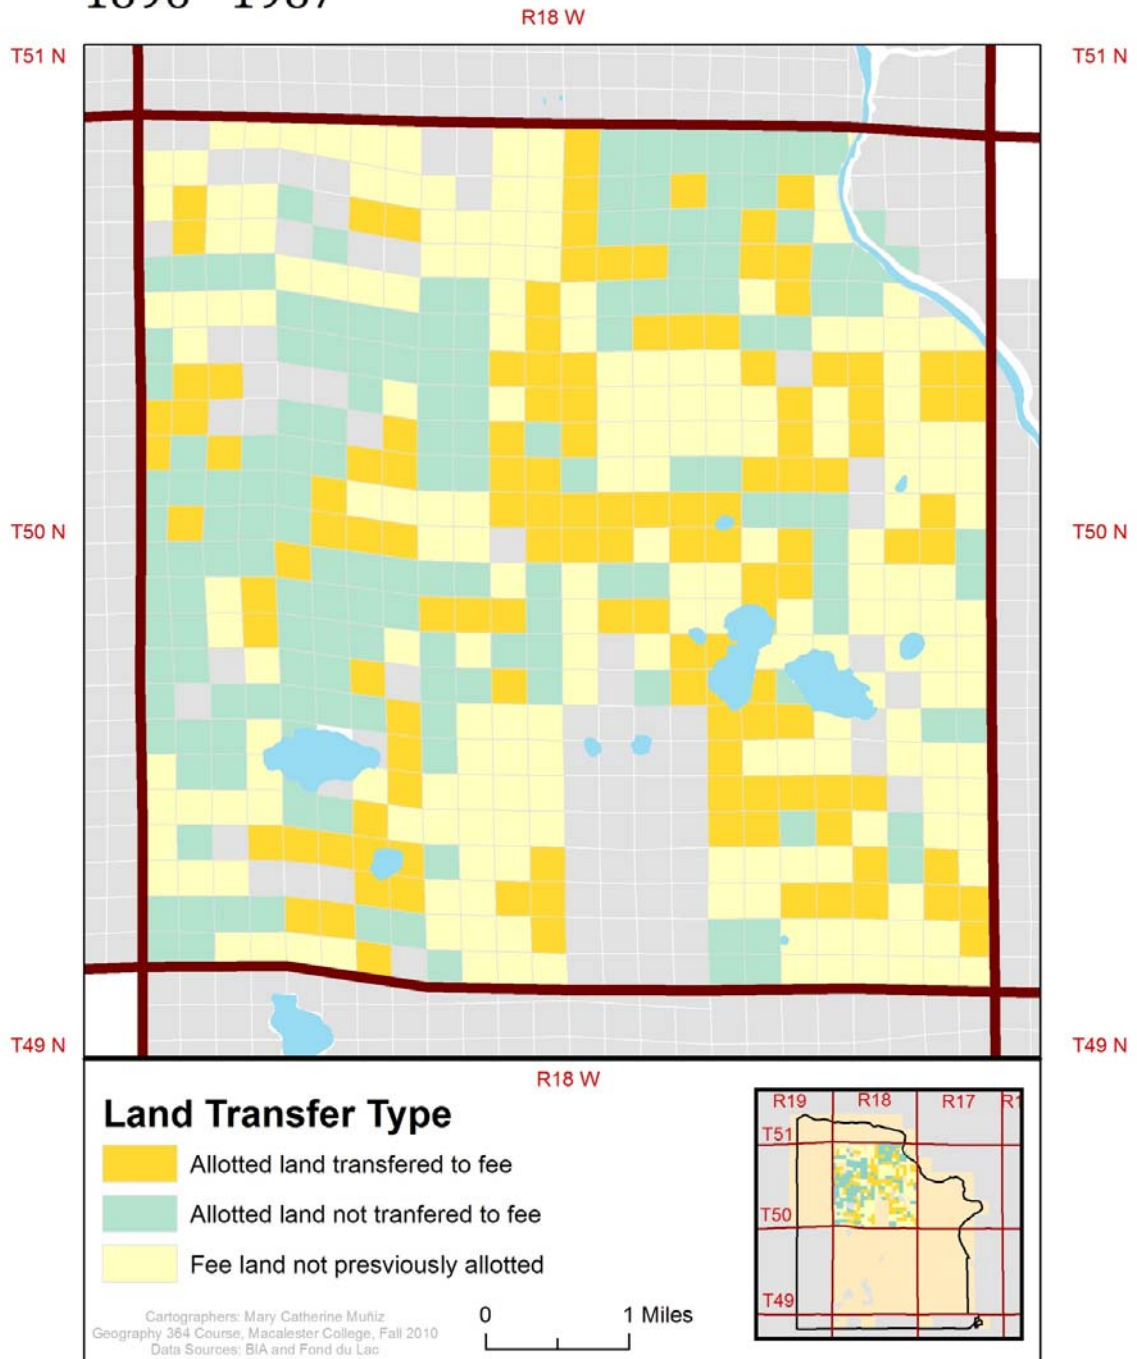 R18 W
T51 N
T51 N
T50 N
T50 N
T49 N
T49 N
R18 W
Land Transfer Type
Allotted land transfered to fee
Allotted land not tranfered to fee
Fee land not presviously allotted
Cartographers: Mary Catherine Muñiz
Geography 364 Course, Macalester College, Fall 2010
Data Sources: BIA and Fond du Lac
0 1 Miles
R19 R18 R17 R1
T51
T50
T49